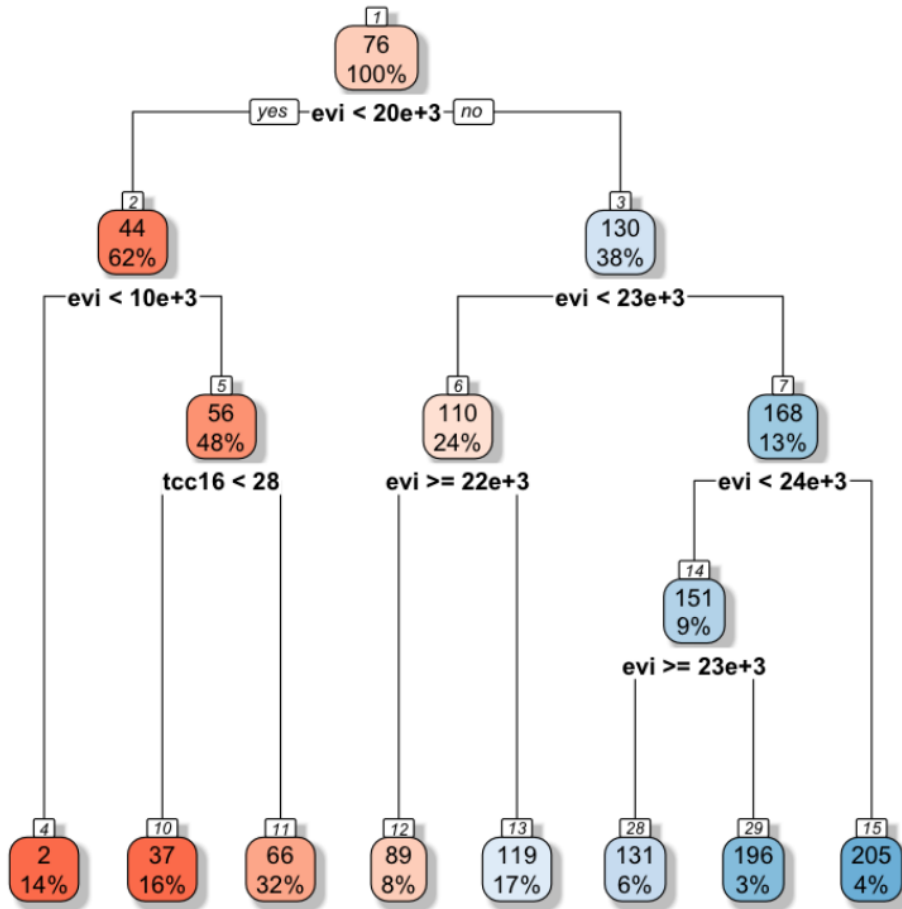 1
76
100%
yes evi < 20e+3 no
2 3
44 130
62% 38%
evi < 10e+3 evi < 23e+3
5 6 7
56 110 168
48% 24% 13%
tcc16 < 28 evi >= 22e+3 evi < 24e+3
14
151
9%
evi >= 23e+3
4 10 11 12 13 28 29 15
2 37 66 89 119 131 196 205
14% 16% 32% 8% 17% 6% 3% 4%